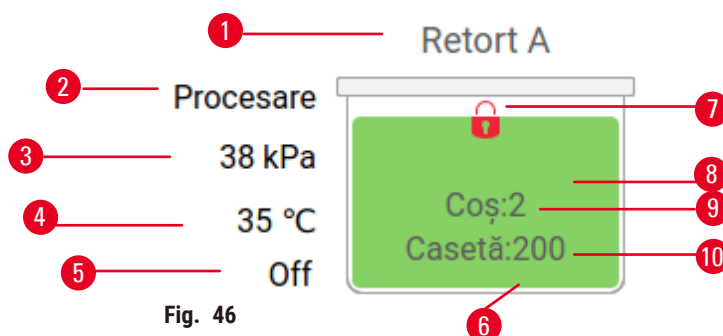 1
Retort A
2
Procesare
7
3
38 kPa
8
4
35 °C
Coș:2
9
5
Off
Casetă:200
10
Fig. 46
6